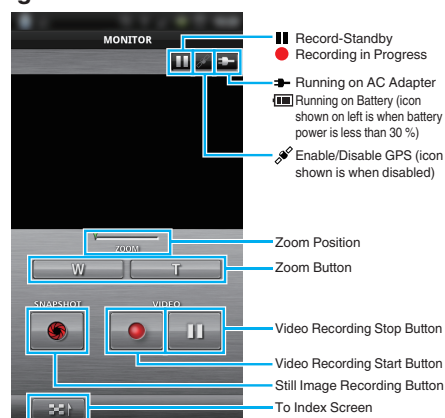 MONITOR
Record-Standby
Recording in Progress
Running on AC Adapter
Running on Battery (icon
shown on left is when battery
power is less than 30 %)
Enable/Disable GPS (icon
shown is when disabled)
ZOOM
Zoom Position
W T
Zoom Button
SNAPSHOT VIDEO
Video Recording Stop Button
Video Recording Start Button
Still Image Recording Button
To Index Screen